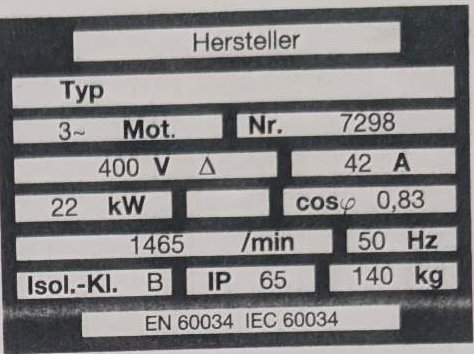 Hersteller
Typ
3~ Mot. Nr. 7298
400 V Δ 42 A
22 kW cosφ 0,83
1465 /min 50 Hz
Isol.-Kl. B IP 65 140 kg
EN 60034 IEC 60034